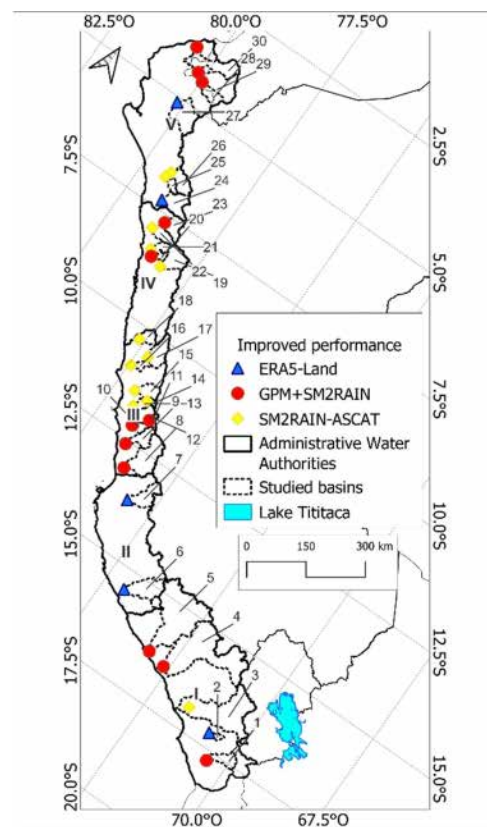 82.5°S
80.0°O
77.5°O
30
28
29
V
27
2.5°S
7.5°S
26
25
24
23
20
5.0°S
21
22
19
10.0°S
IV
18
16
17
Improved performance
ERA5-Land
GPM+SM2RAIN
SM2RAIN-ASCAT
Administrative Water
Authorities
Studied basins
Lake Tititaca
0 150 300 km
15
11
14
10
9
13
III
8
12
7.5°S
12.5°S
7
10.0°S
15.0°S
II
6
5
4
12.5°S
17.5°S
I
2
3
1
15.0°S
20.0°S
70.0°O
67.5°O